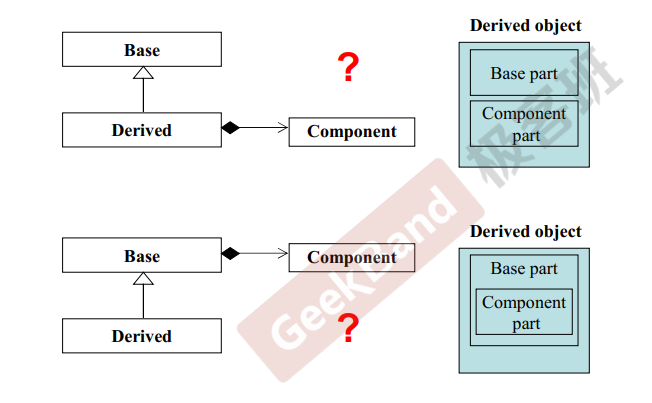 Derived object
Base
?
Base part
Derived
Component
Component
part
Derived object
Base
Component
Base part
Component
part
Derived
?
GeekBand 极客班